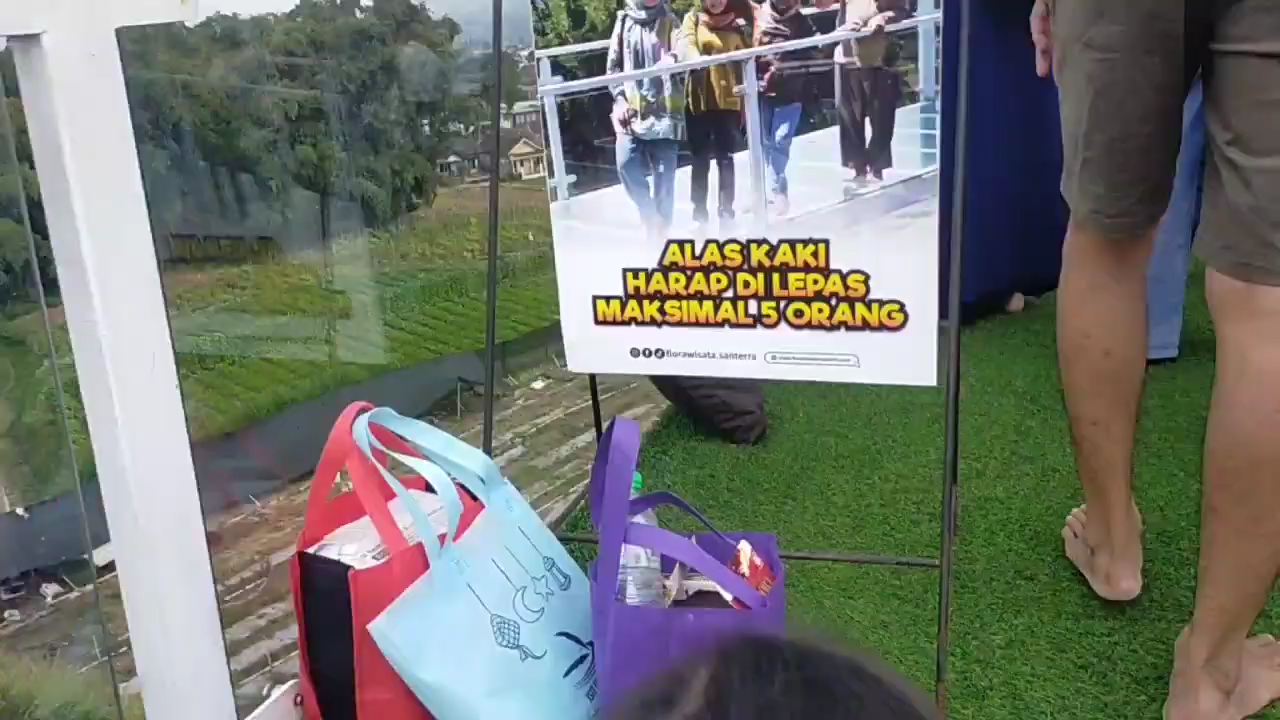 ALAS KAKI
HARAP DI LEPAS
MAKSIMAL 5 ORANG
florawisata.santerra